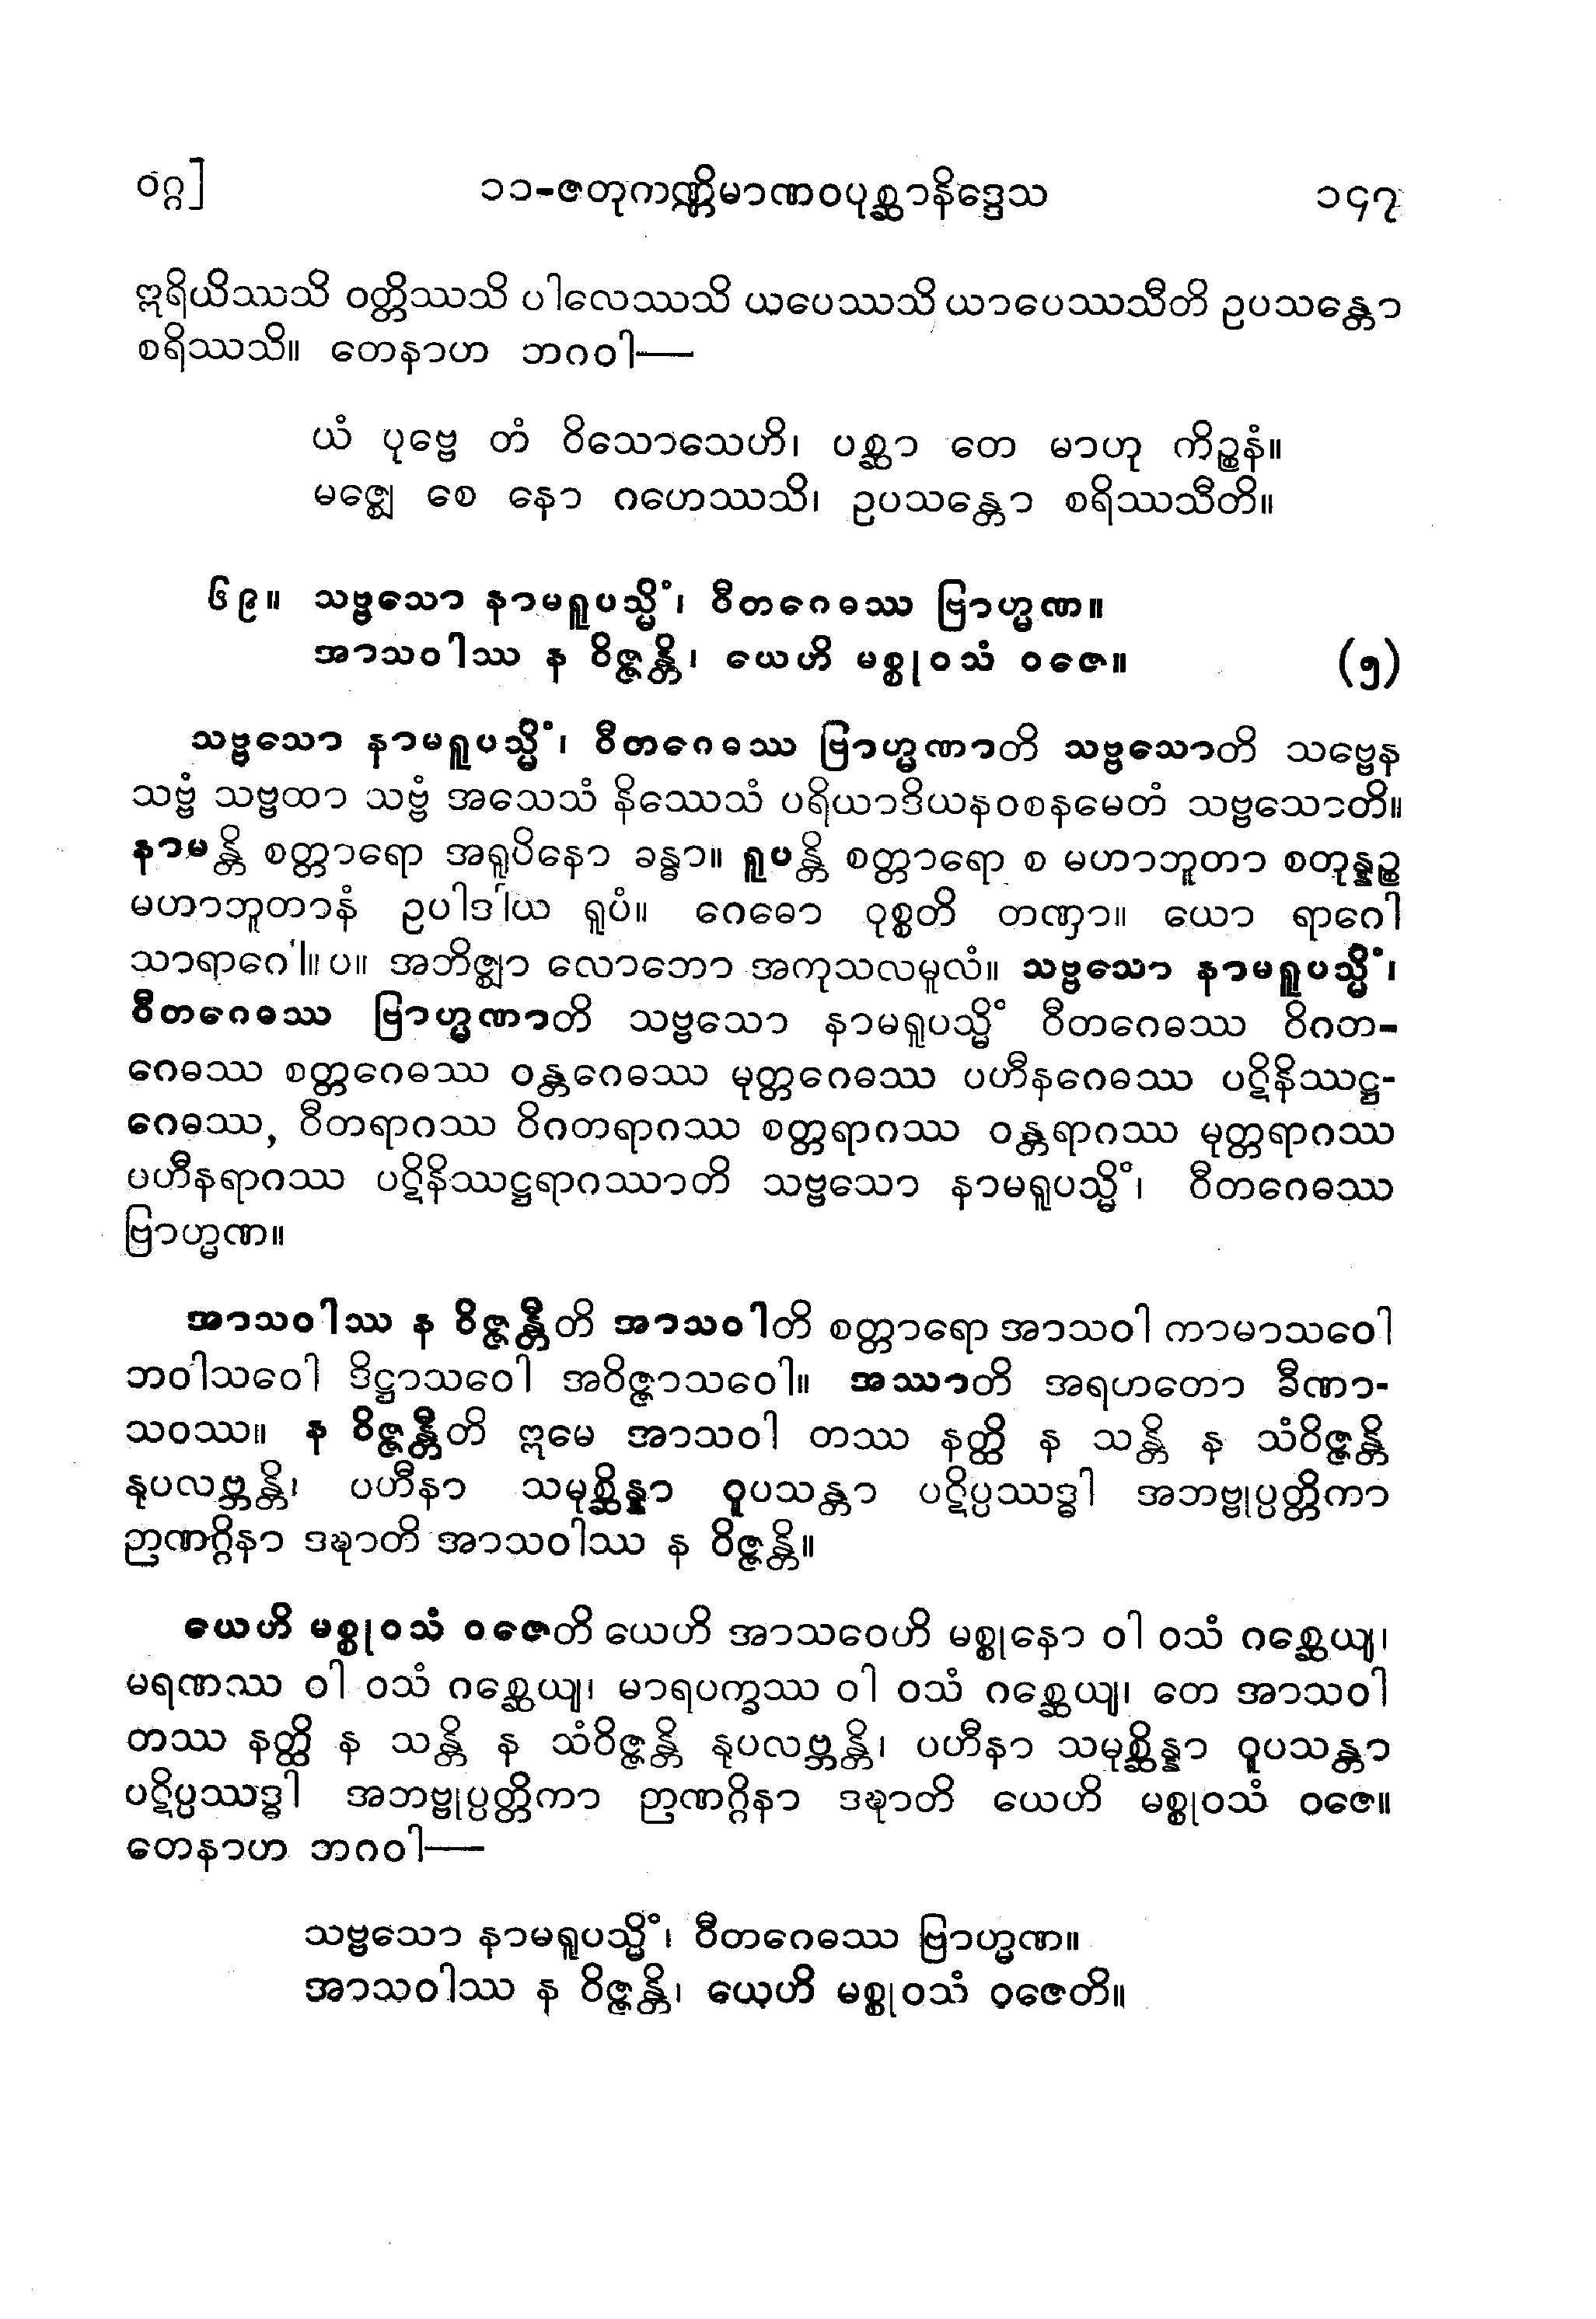 ဝဂ္ဂ]
၁၁-ဇတုကဏ္ဏိမာဏဝပုစ္ဆာနိဒ္ဒေသ
၁၄၇
ဣရိယိဿသိ ဝတ္တိဿသိ ပါလေဿသိ ယပေဿသိ ယာပေဿသီတိ ဥပသန္တော
စရိဿသိ။ တေနာဟ ဘဂဝါ—
ယံ ပုဗ္ဗေ တံ ဝိသောသေဟိ၊ ပစ္ဆာ တေ မာဟု ကိဉ္စနံ။
မဇ္ဈေ စေ နော ဂဟေဿသိ၊ ဥပသန္တော စရိဿသီတိ။
၆၉။ သဗ္ဗသော နာမရူပသ္မိံ၊ ဝီတဂေဓဿ ဗြာဟ္မဏ။
အာသဝါဿ န ဝိဇ္ဇန္တိ၊ ယေဟိ မစ္စုဝသံ ဝဇေ။ (၅)
သဗ္ဗသော နာမရူပသ္မိံ၊ ဝီတဂေဓဿ ဗြာဟ္မဏာတိ သဗ္ဗသောတိ သဗ္ဗေန
သဗ္ဗံ သဗ္ဗထာ သဗ္ဗံ အသေသံ နိဿေသံ ပရိယာဒိယနဝစနမေတံ သဗ္ဗသောတိ။
နာမန္တိ စတ္တာရော အရူပိနော ခန္ဓာ။ ရူပန္တိ စတ္တာရော စ မဟာဘူတာ စတုန္နဉ္စ
မဟာဘူတာနံ ဥပါဒါယ ရူပံ။ ဂေဓော ဝုစ္စတိ တဏှာ။ ယော ရာဂေါ
သာရာဂေါ။ ပ။ အဘိဇ္ဈာ လောဘော အကုသလမူလံ။ သဗ္ဗသော နာမရူပသ္မိံ၊
ဝီတဂေဓဿ ဗြာဟ္မဏာတိ သဗ္ဗသော နာမရူပသ္မိံ ဝီတဂေဓဿ ဝိဂတ-
ဂေဓဿ စတ္တဂေဓဿ ဝန္တဂေဓဿ မုတ္တဂေဓဿ ပဟီနဂေဓဿ ပဋိနိဿဋ္ဌ-
ဂေဓဿ, ဝီတရာဂဿ ဝိဂတရာဂဿ စတ္တရာဂဿ ဝန္တရာဂဿ မုတ္တရာဂဿ
ပဟီနရာဂဿ ပဋိနိဿဋ္ဌရာဂဿာတိ သဗ္ဗသော နာမရူပသ္မိံ၊ ဝီတဂေဓဿ
ဗြာဟ္မဏ။
အာသဝါဿ န ဝိဇ္ဇန္တီတိ အာသဝါတိ စတ္တာရော အာသဝါ ကာမာသဝေါ
ဘဝါသဝေါ ဒိဋ္ဌာသဝေါ အဝိဇ္ဇာသဝေါ။ အဿာတိ အရဟတော ခီဏာ-
သဝဿ။ န ဝိဇ္ဇန္တီတိ ဣမေ အာသဝါ တဿ နတ္ထိ န သန္တိ န သံဝိဇ္ဇန္တိ
နုပလဗ္ဘန္တိ၊ ပဟီနာ သမုစ္ဆိန္နာ ဝူပသန္တာ ပဋိပ္ပဿဒ္ဓါ အဘဗ္ဗုပ္ပတ္တိကာ
ဉာဏဂ္ဂိနာ ဒဍ္ဎာတိ အာသဝါဿ န ဝိဇ္ဇန္တိ။
ယေဟိ မစ္စုဝသံ ဝဇေတိ ယေဟိ အာသဝေဟိ မစ္စုနော ဝါ ဝသံ ဂစ္ဆေယျ၊
မရဏဿ ဝါ ဝသံ ဂစ္ဆေယျ၊ မာရပက္ခဿ ဝါ ဝသံ ဂစ္ဆေယျ၊ တေ အာသဝါ
တဿ နတ္ထိ န သန္တိ န သံဝိဇ္ဇန္တိ နုပလဗ္ဘန္တိ၊ ပဟီနာ သမုစ္ဆိန္နာ ဝူပသန္တာ
ပဋိပ္ပဿဒ္ဓါ အဘဗ္ဗုပ္ပတ္တိကာ ဉာဏဂ္ဂိနာ ဒဍ္ဎာတိ ယေဟိ မစ္စုဝသံ ဝဇေ။
တေနာဟ ဘဂဝါ—
သဗ္ဗသော နာမရူပသ္မိံ၊ ဝီတဂေဓဿ ဗြာဟ္မဏ။
အာသဝါဿ န ဝိဇ္ဇန္တိ၊ ယေဟိ မစ္စုဝသံ ဝဇေတိ။